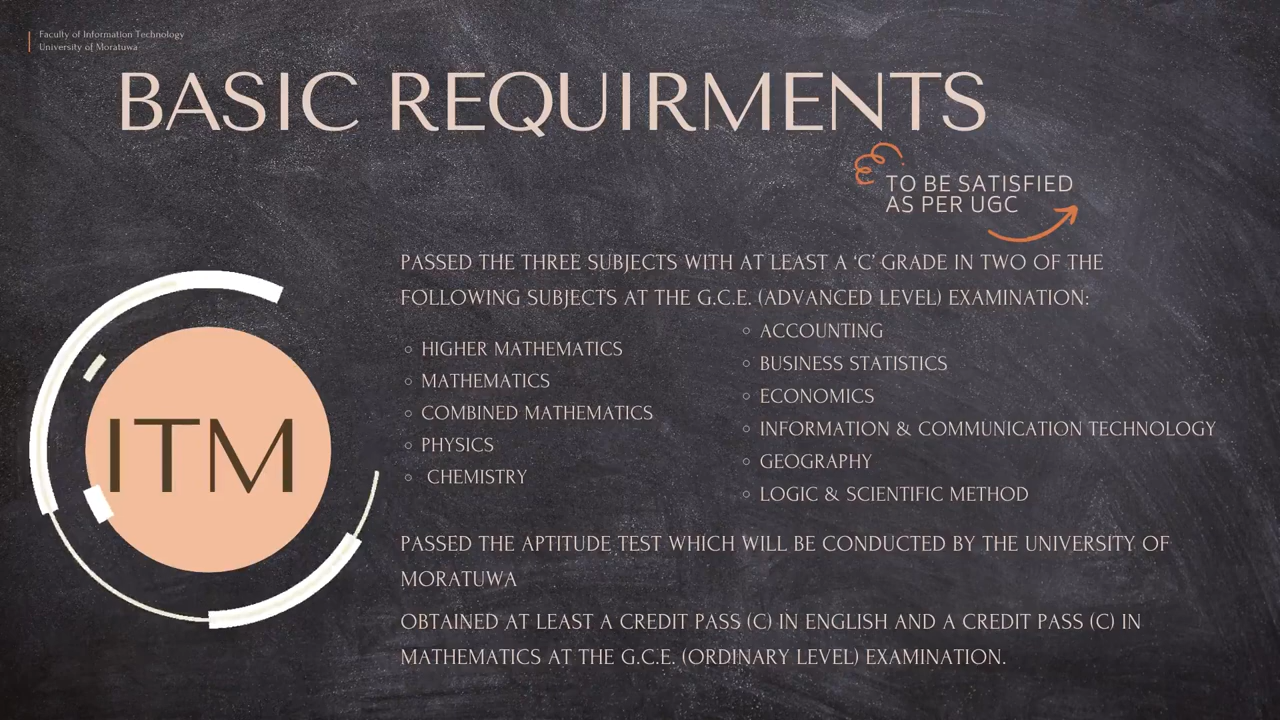 Faculty of Information Technology
University of Moratuwa
BASIC REQUIRMENTS
TO BE SATISFIED
AS PER UGC
PASSED THE THREE SUBJECTS WITH AT LEAST A ‘C’ GRADE IN TWO OF THE
FOLLOWING SUBJECTS AT THE G.C.E. (ADVANCED LEVEL) EXAMINATION:
HIGHER MATHEMATICS
MATHEMATICS
COMBINED MATHEMATICS
PHYSICS
CHEMISTRY
ACCOUNTING
BUSINESS STATISTICS
ECONOMICS
INFORMATION & COMMUNICATION TECHNOLOGY
GEOGRAPHY
LOGIC & SCIENTIFIC METHOD
ITM
PASSED THE APTITUDE TEST WHICH WILL BE CONDUCTED BY THE UNIVERSITY OF
MORATUWA
OBTAINED AT LEAST A CREDIT PASS (C) IN ENGLISH AND A CREDIT PASS (C) IN
MATHEMATICS AT THE G.C.E. (ORDINARY LEVEL) EXAMINATION.